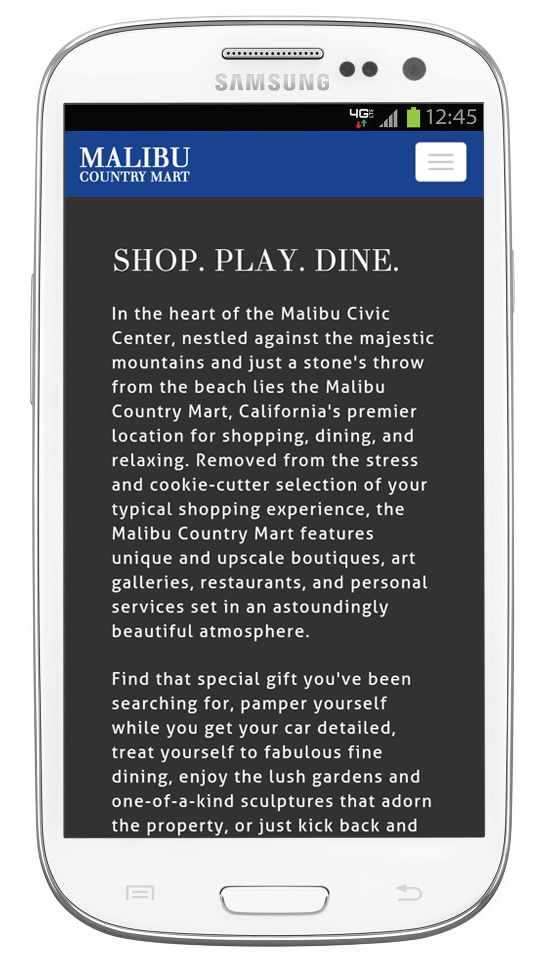 SAMSUNG
4G LTE 12:45
MALIBU
COUNTRY MART
SHOP. PLAY. DINE.
In the heart of the Malibu Civic
Center, nestled against the majestic
mountains and just a stone's throw
from the beach lies the Malibu
Country Mart, California's premier
location for shopping, dining, and
relaxing. Removed from the stress
and cookie-cutter selection of your
typical shopping experience, the
Malibu Country Mart features
unique and upscale boutiques, art
galleries, restaurants, and personal
services set in an astoundingly
beautiful atmosphere.
Find that special gift you've been
searching for, pamper yourself
while you get your car detailed,
treat yourself to fabulous fine
dining, enjoy the lush gardens and
one-of-a-kind sculptures that adorn
the property, or just kick back and